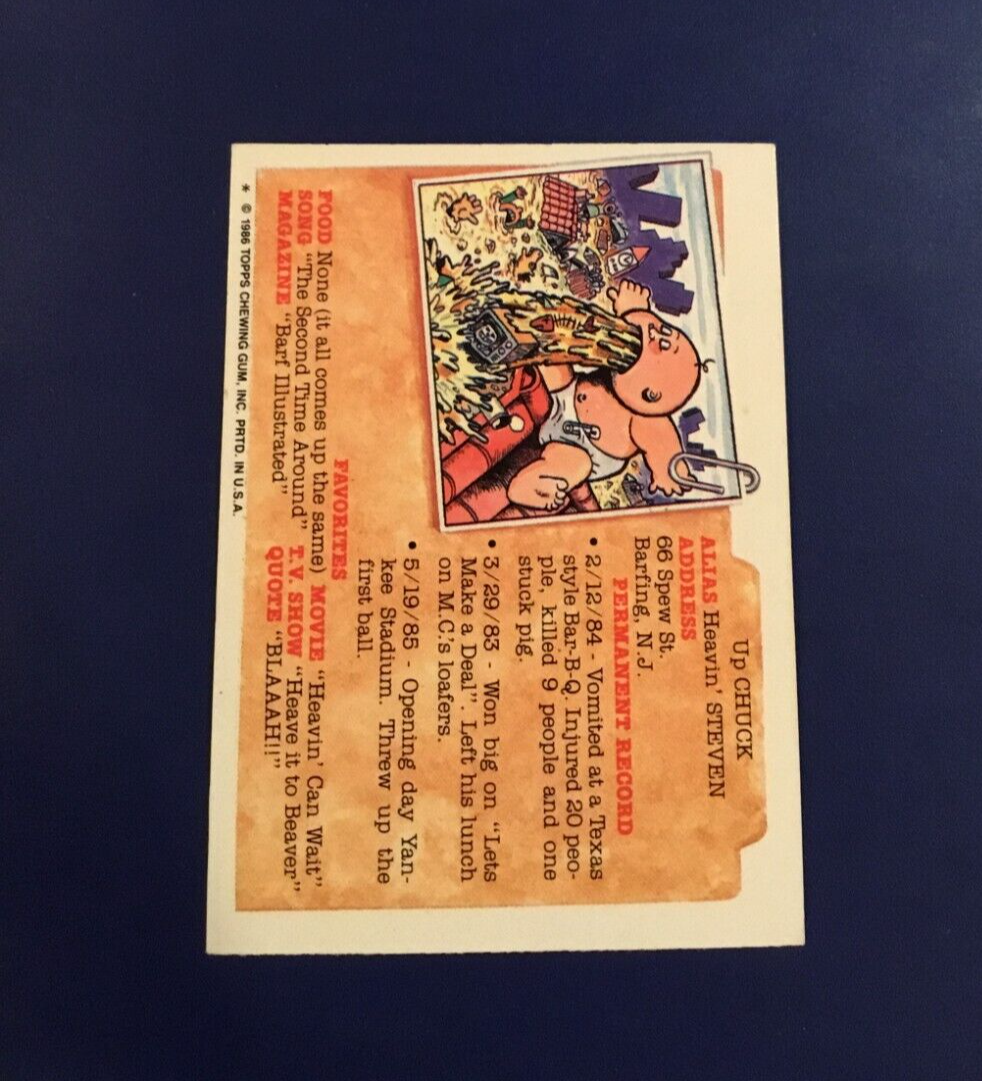 Up CHUCK
ALIAS Heavin' STEVEN
ADDRESS
66 Spew St.
Barfing, N.J.
PERMANENT RECORD
• 2/12/84 - Vomited at a Texas
style Bar-B-Q. Injured 20 peo-
ple, killed 9 people and one
stuck pig.
• 3/29/83 - Won big on "Lets
Make a Deal". Left his lunch
on M.C.'s loafers.
• 5/19/85 - Opening day Yan-
kee Stadium. Threw up the
first ball.
FAVORITES
FOOD None (it all comes up the same) MOVIE "Heavin' Can Wait"
SONG "The Second Time Around" T.V. SHOW "Heave it to Beaver"
MAGAZINE "Barf Illustrated" QUOTE "BLAAAH!!"
* © 1986 TOPPS CHEWING GUM, INC. PRTD. IN U.S.A.